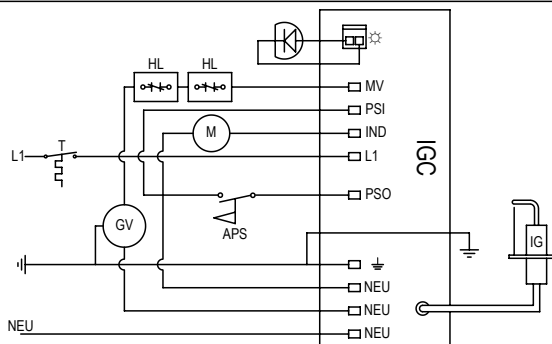 HL HL
MV
PSI
M IND
L1 T L1
IGC
PSO
APS
GV
IG
NEU
NEU
NEU NEU